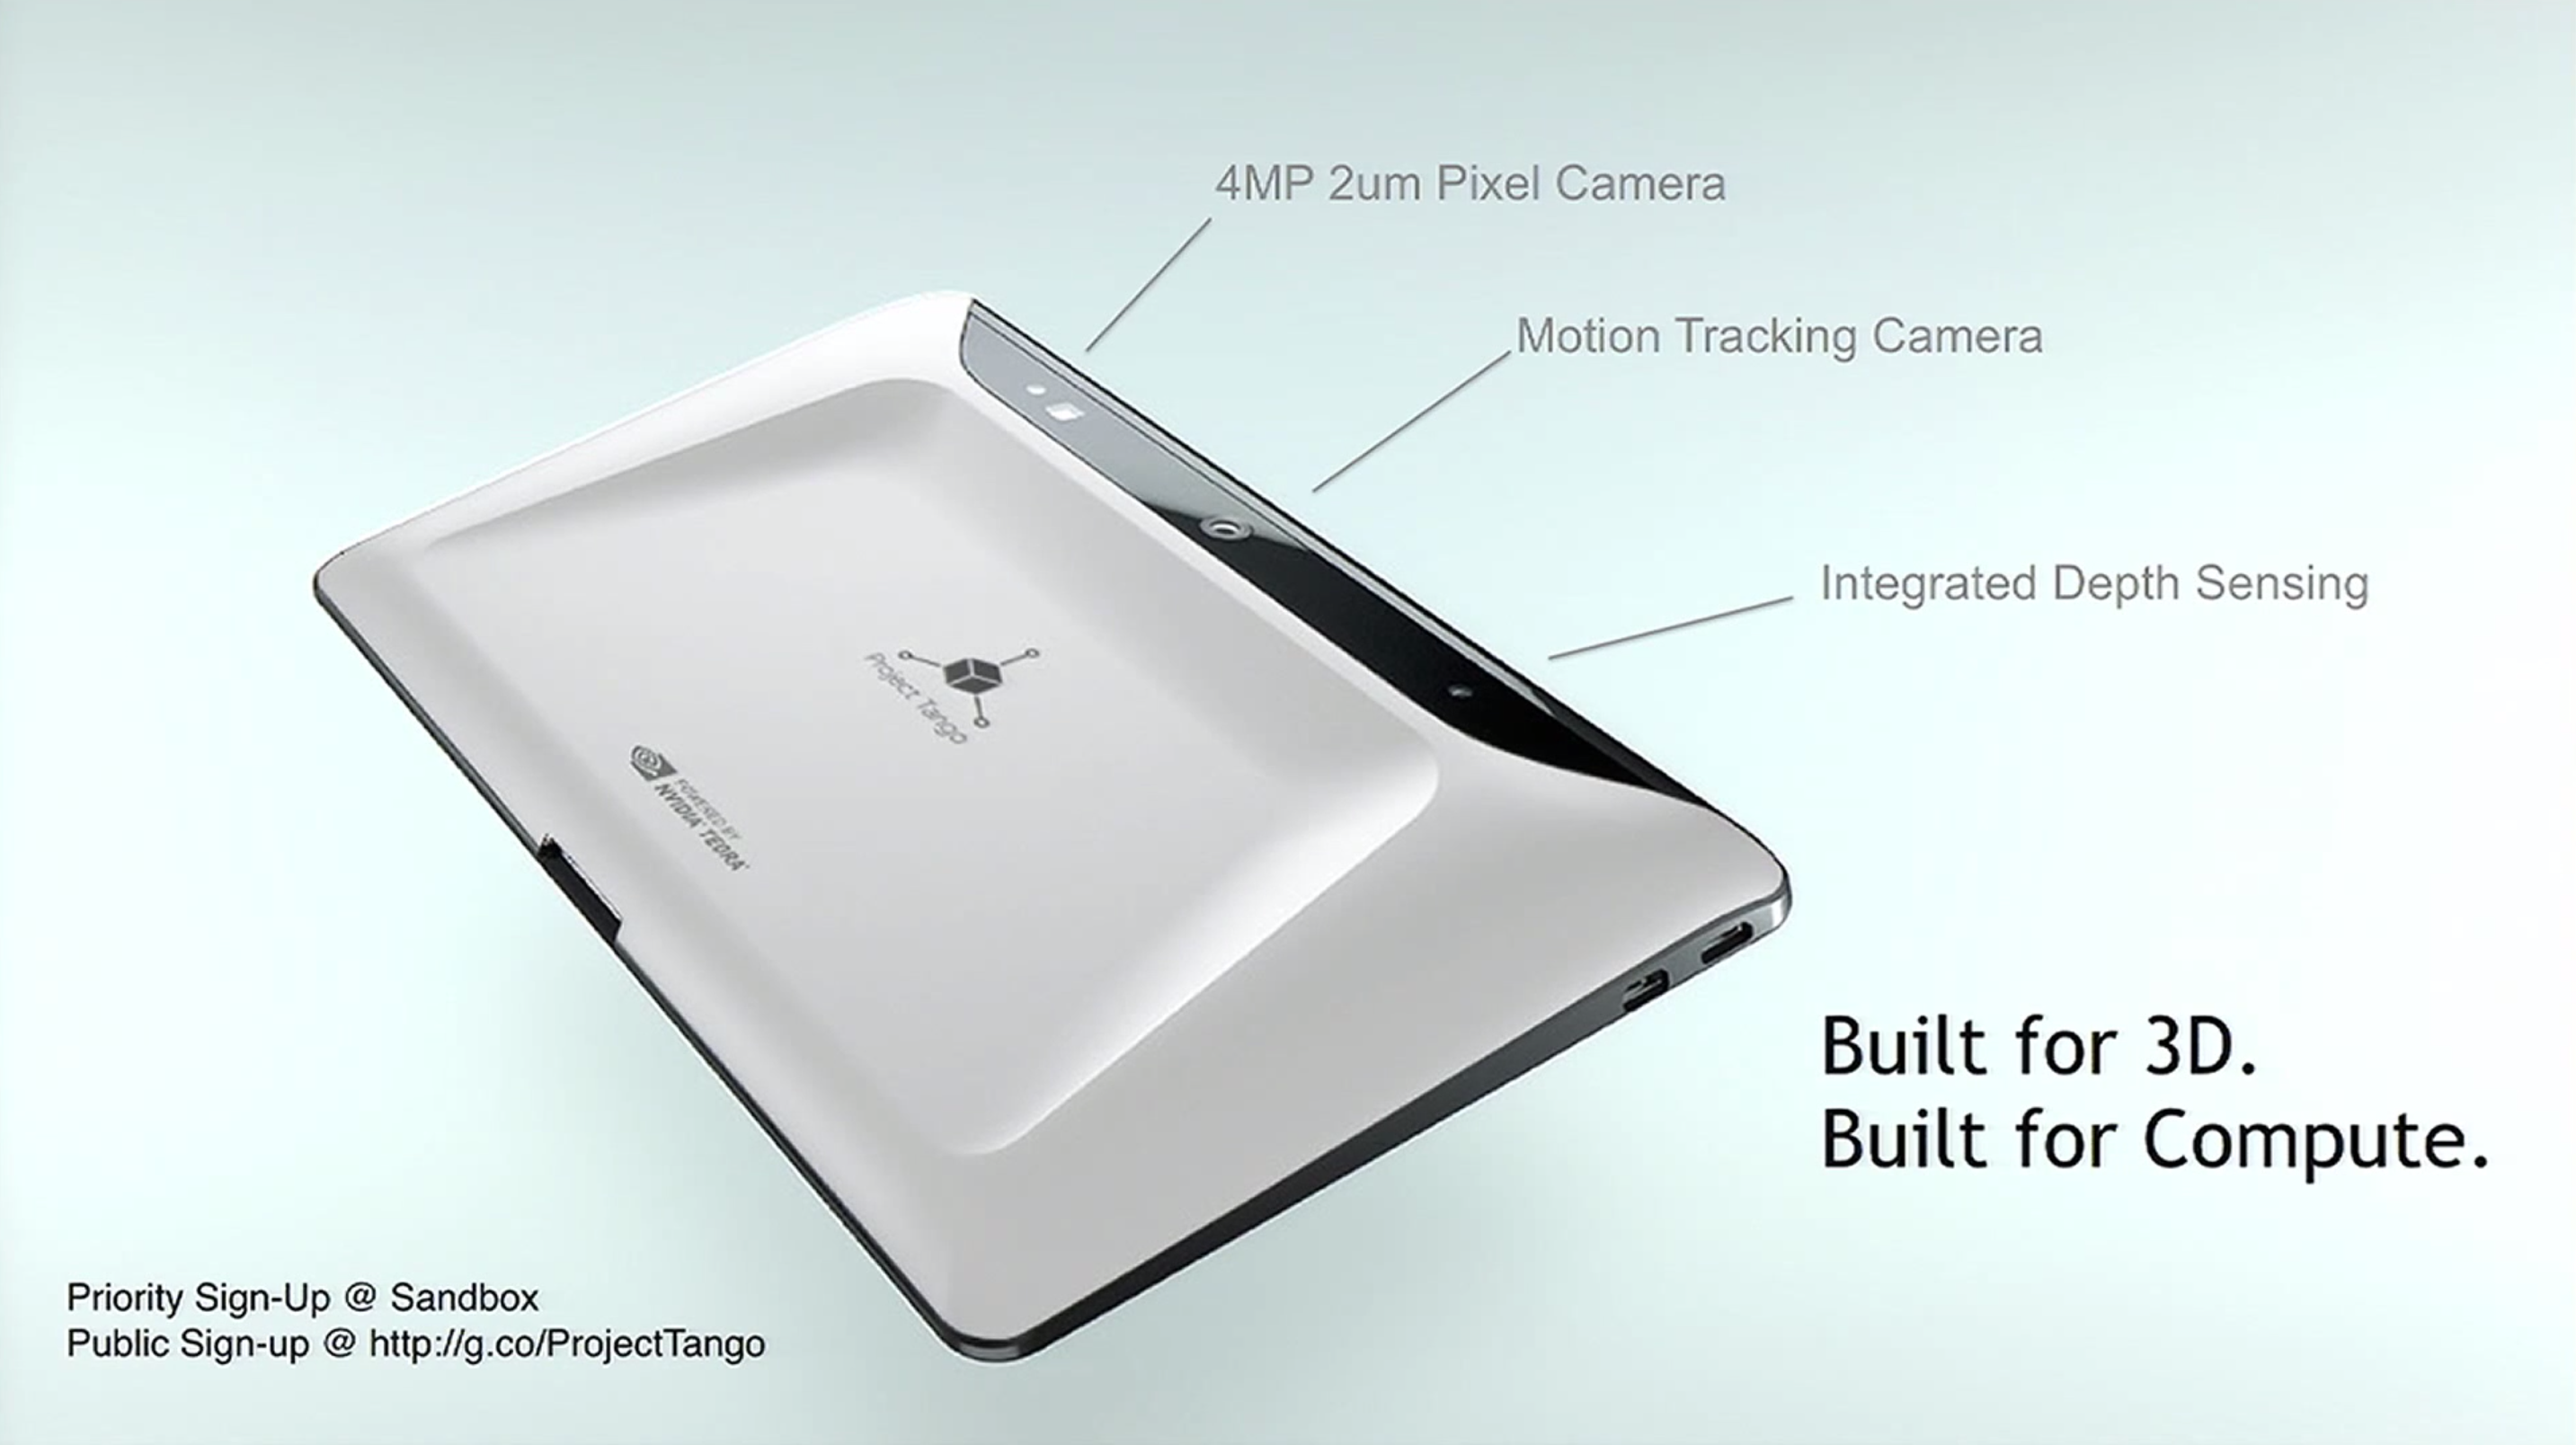 4MP 2um Pixel Camera
Motion Tracking Camera
Integrated Depth Sensing
Project Tango
POWERED BY
NVIDIA® TEGRA®
Built for 3D.
Built for Compute.
Priority Sign-Up @ Sandbox
Public Sign-up @ http://g.co/ProjectTango